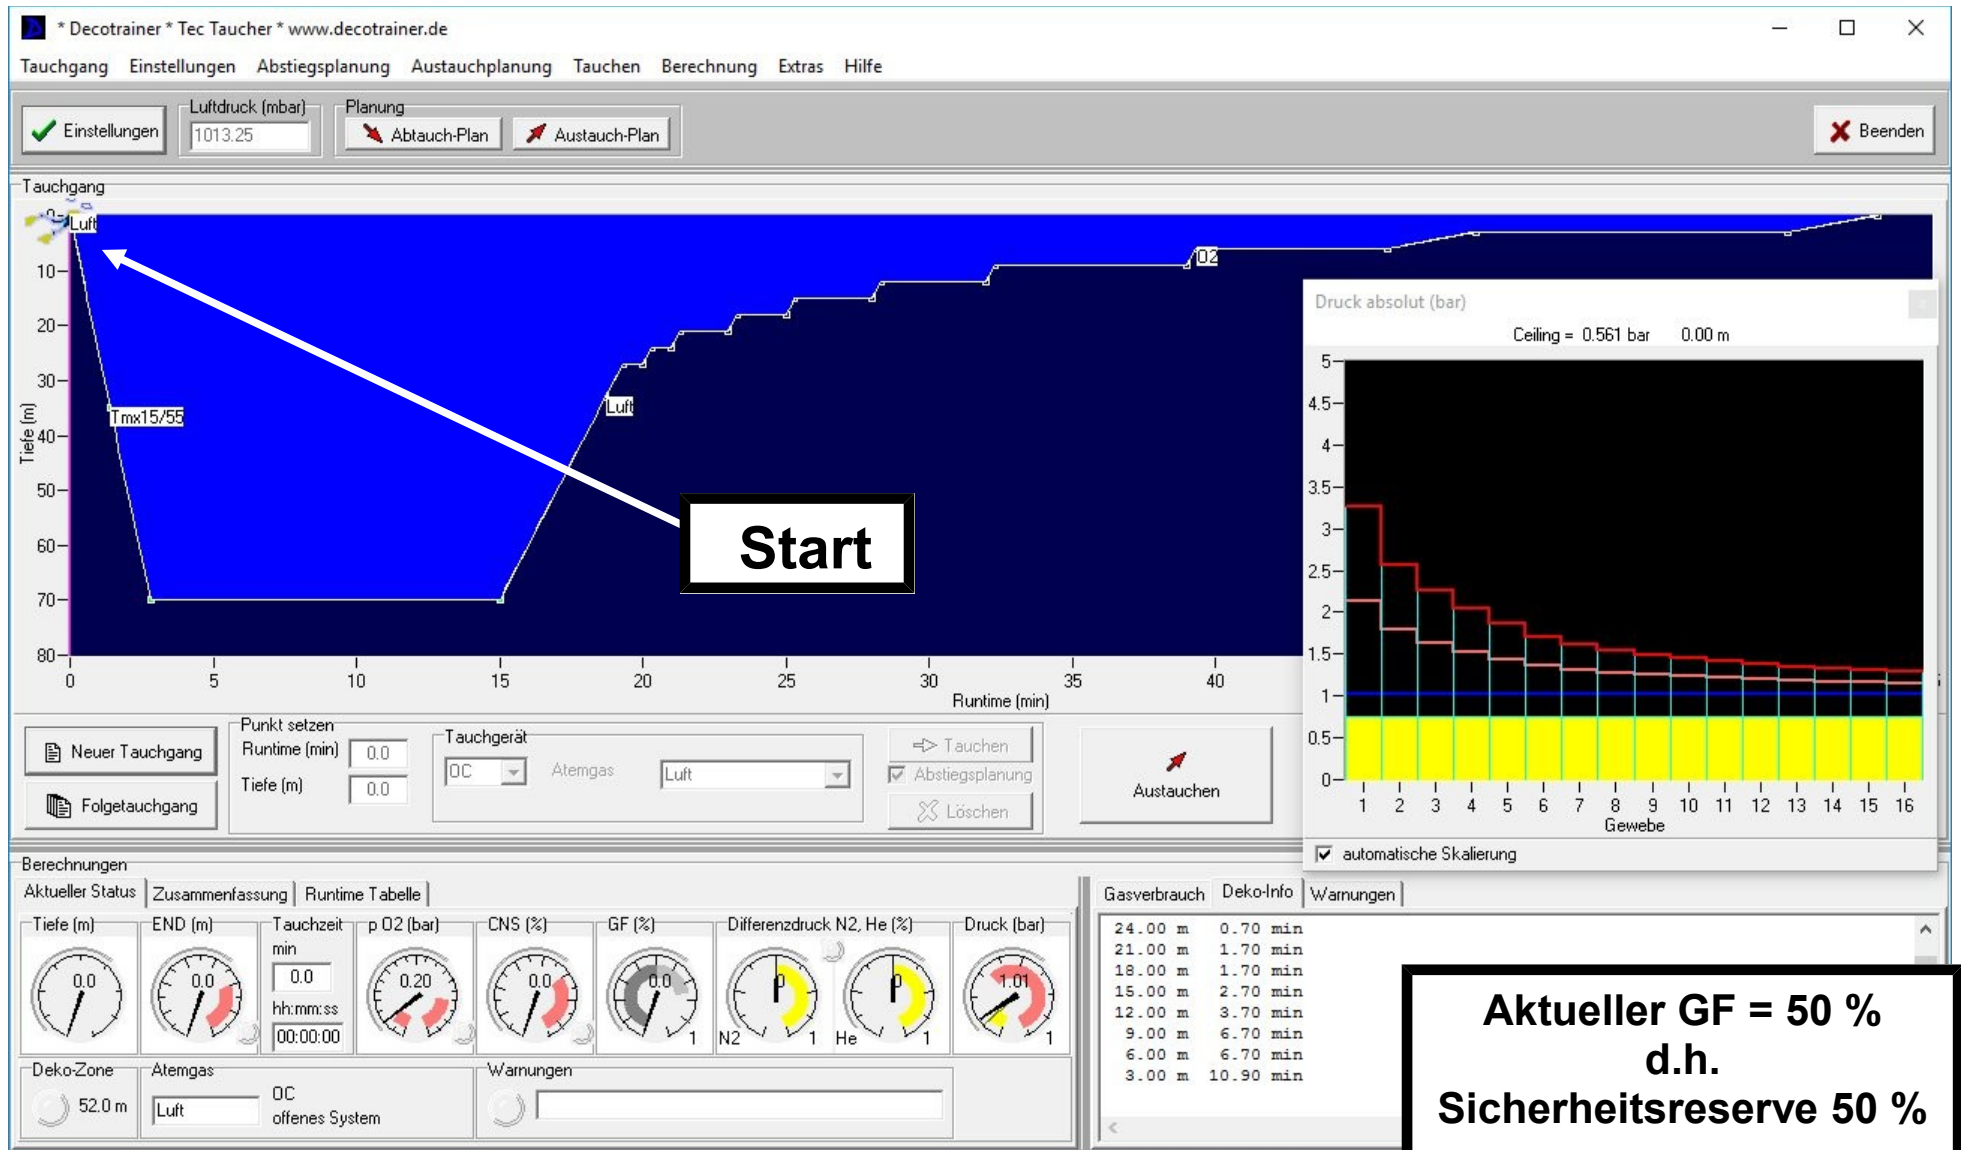 * Decotrainer * Tec Taucher * www.decotrainer.de
Tauchgang Einstellungen Abstiegsplanung Austauchplanung Tauchen Berechnung Extras Hilfe
Einstellungen
Luftdruck (mbar)
1013.25
Planung
Abtauch-Plan
Austauch-Plan
Beenden
Tauchgang
Luft
Tmx15/55
Luft
O2
Start
Tiefe (m)
0
10
20
30
40
50
60
70
80
0 5 10 15 20 25 30 35 40
Runtime (min)
Druck absolut (bar)
Ceiling = 0.561 bar 0.00 m
5
4.5
4
3.5
3
2.5
2
1.5
1
0.5
0
1 2 3 4 5 6 7 8 9 10 11 12 13 14 15 16
Gewebe
automatische Skalierung
Neuer Tauchgang
Folgetauchgang
Punkt setzen
Runtime (min) 0.0
Tiefe (m) 0.0
Tauchgerät
OC
Atemgas
Luft
Tauchen
Abstiegsplanung
Löschen
Austauchen
Berechnungen
Aktueller Status Zusammenfassung Runtime Tabelle
Tiefe (m)
0.0
END (m)
0.0
Tauchzeit
min
0.0
hh:mm:ss
00:00:00
p O2 (bar)
0.20
CNS (%)
0.0
GF (%)
0.0
1
Differenzdruck N2, He (%)
0
N2 1
0
He 1
Druck (bar)
1.01
1
Deko-Zone
52.0 m
Atemgas
Luft
OC
offenes System
Warnungen
Gasverbrauch Deko-Info Warnungen
24.00 m 0.70 min
21.00 m 1.70 min
18.00 m 1.70 min
15.00 m 2.70 min
12.00 m 3.70 min
9.00 m 6.70 min
6.00 m 6.70 min
3.00 m 10.90 min
Aktueller GF = 50 %
d.h.
Sicherheitsreserve 50 %